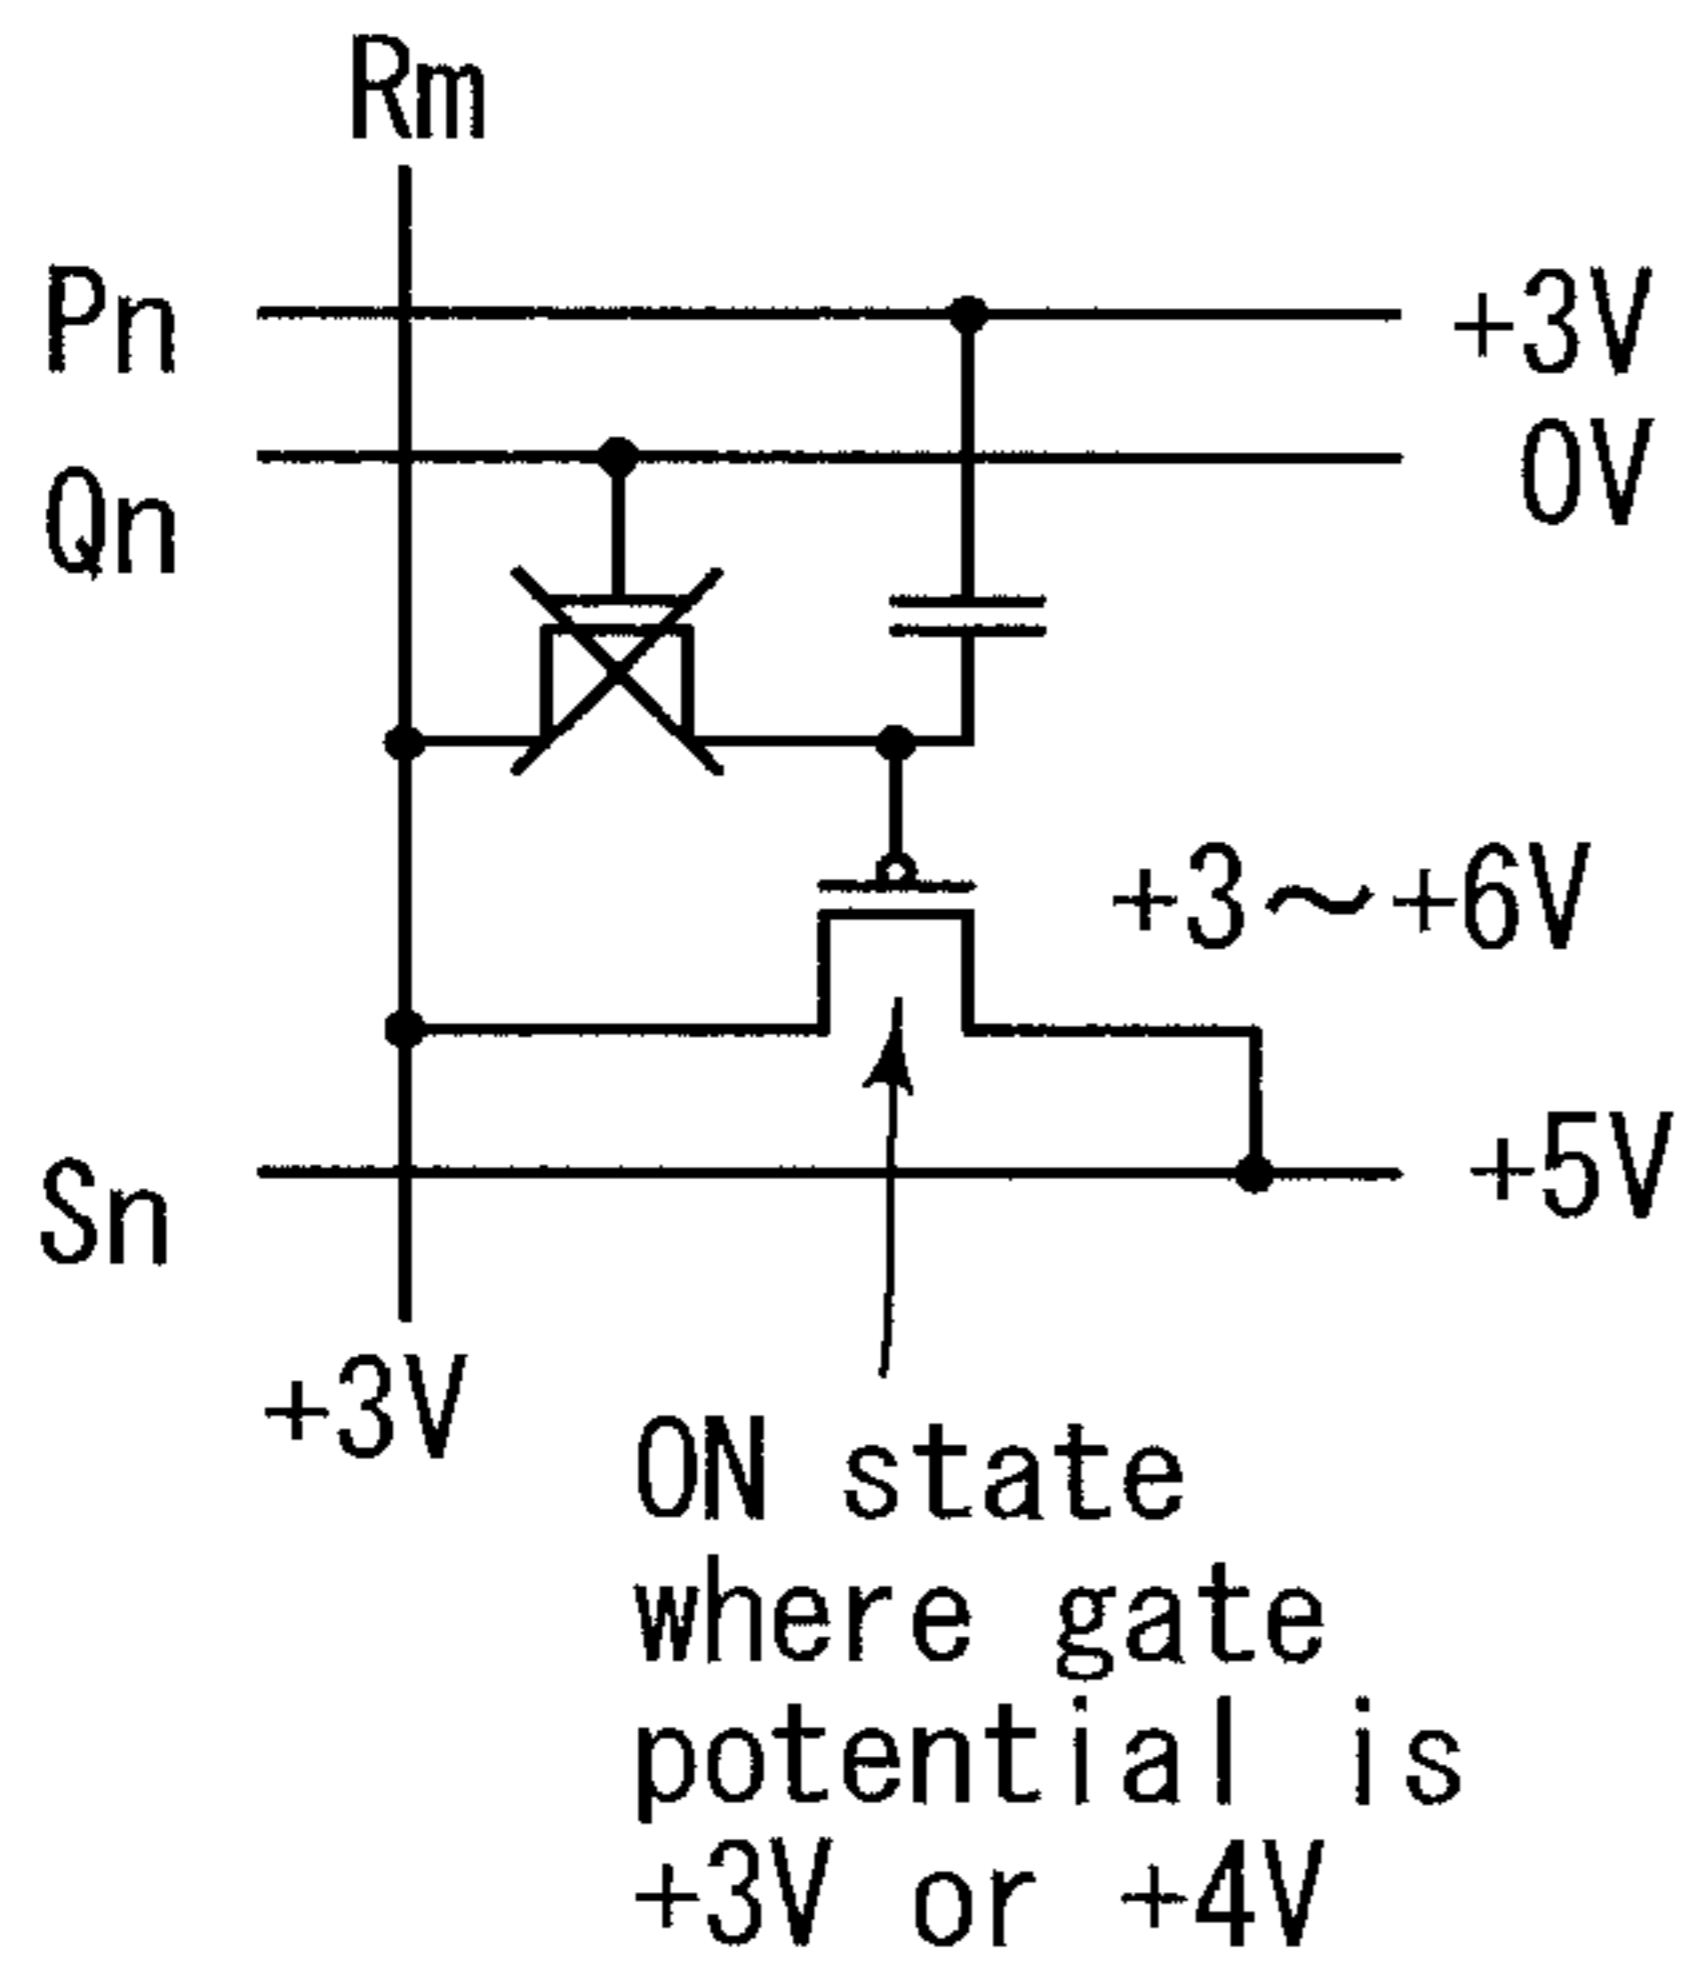 Rm
Pn
+3V
Qn
0V
+3～+6V
Sn
+5V
+3V
ON state
where gate
potential is
+3V or +4V